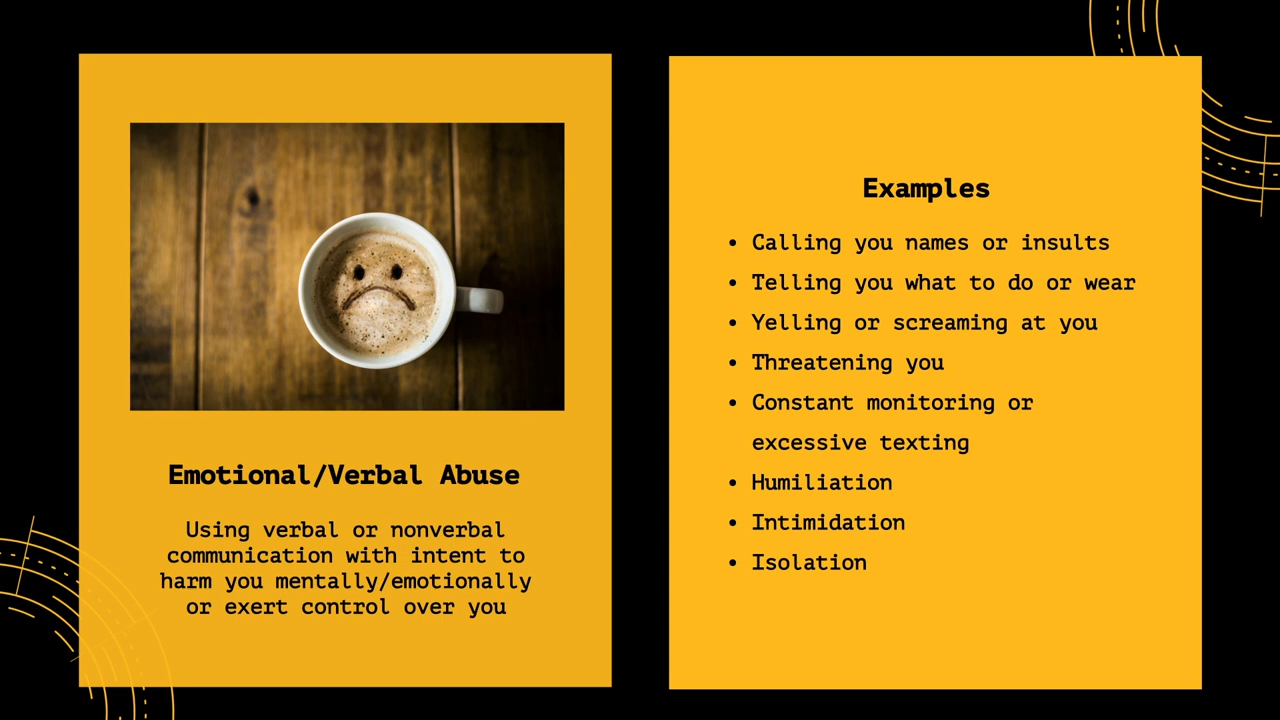 Emotional/Verbal Abuse
Using verbal or nonverbal
communication with intent to
harm you mentally/emotionally
or exert control over you
Examples
• Calling you names or insults
• Telling you what to do or wear
• Yelling or screaming at you
• Threatening you
• Constant monitoring or
excessive texting
• Humiliation
• Intimidation
• Isolation